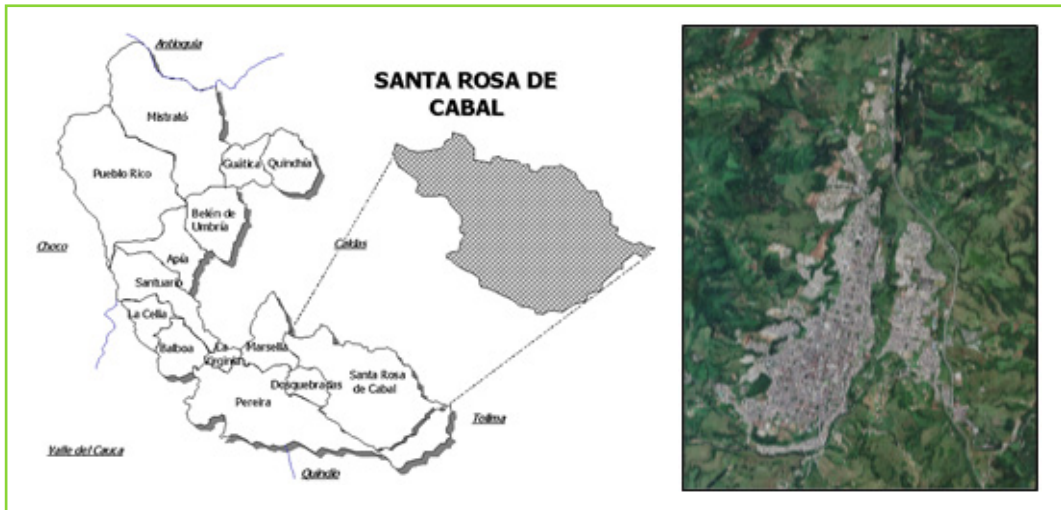 Antioquia
SANTA ROSA DE
CABAL
Mistrató
Guática
Quinchía
Pueblo Rico
Belén de
Umbría
Choco
Caldas
Apía
Santuario
La Celia
Balboa
La
Virginia
Marsella
Dosquebradas
Santa Rosa
de Cabal
Pereira
Tolima
Valle del Cauca
Quindío